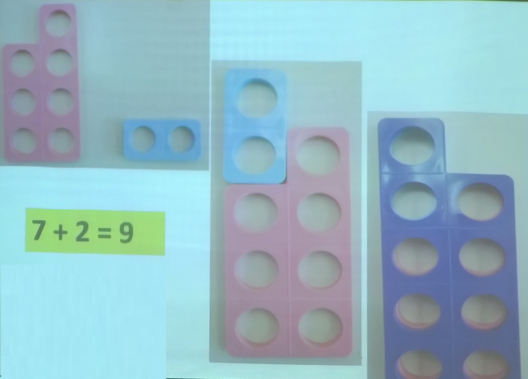 7 + 2 = 9